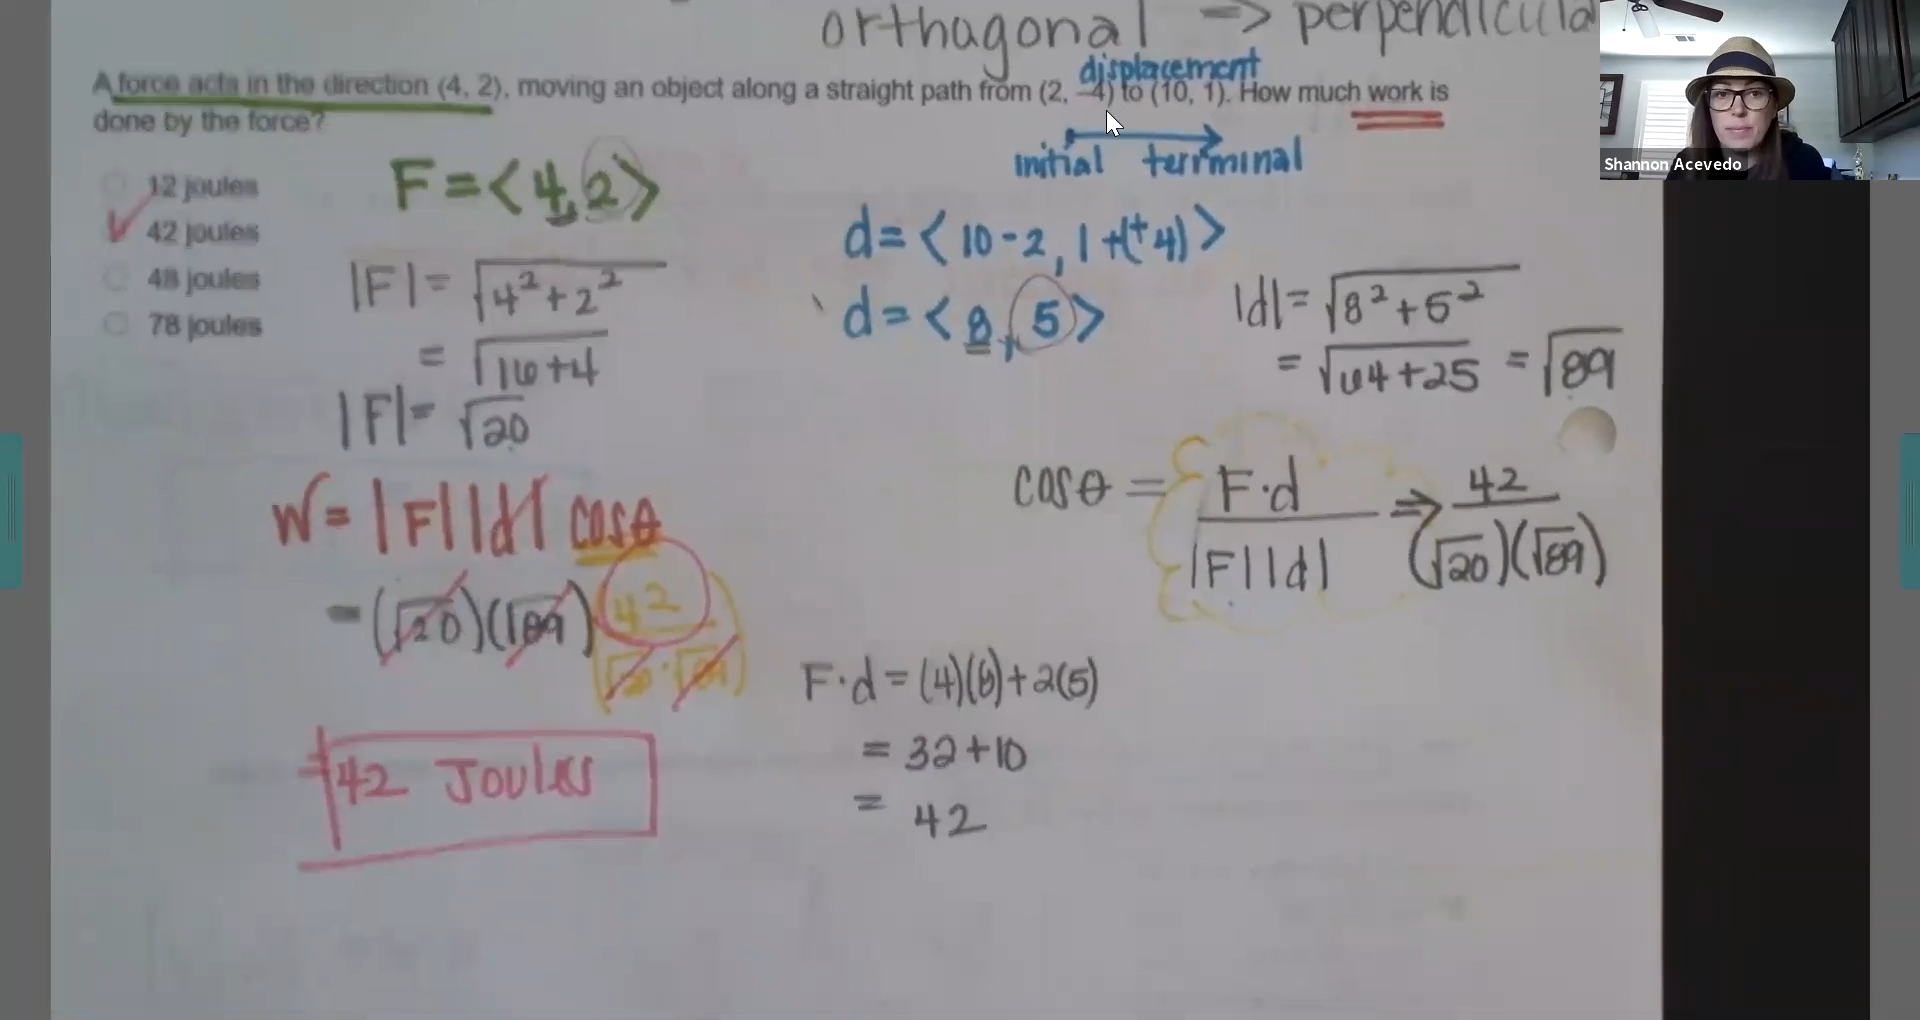 orthagonal => perpendicula
displacement
A force acts in the direction (4, 2), moving an object along a straight path from (2, –4) to (10, 1). How much work is
done by the force?
initial terminal
12 joules
42 joules
48 joules
78 joules
F = <4, 2>
|F| = √4² + 2²
= √16 + 4
|F| = √20
d = <10 - 2, 1 + (+4)>
d = <8, 5>
|d| = √8² + 5²
= √64 + 25 = √89
W = |F| |d| cosθ
= (√20)(√89) 42
(√20 · √89)
= 42 Joules
cosθ = F·d ⇒ 42
|F| |d| (√20)(√89)
F·d = (4)(8) + 2(5)
= 32 + 10
= 42
Shannon Acevedo